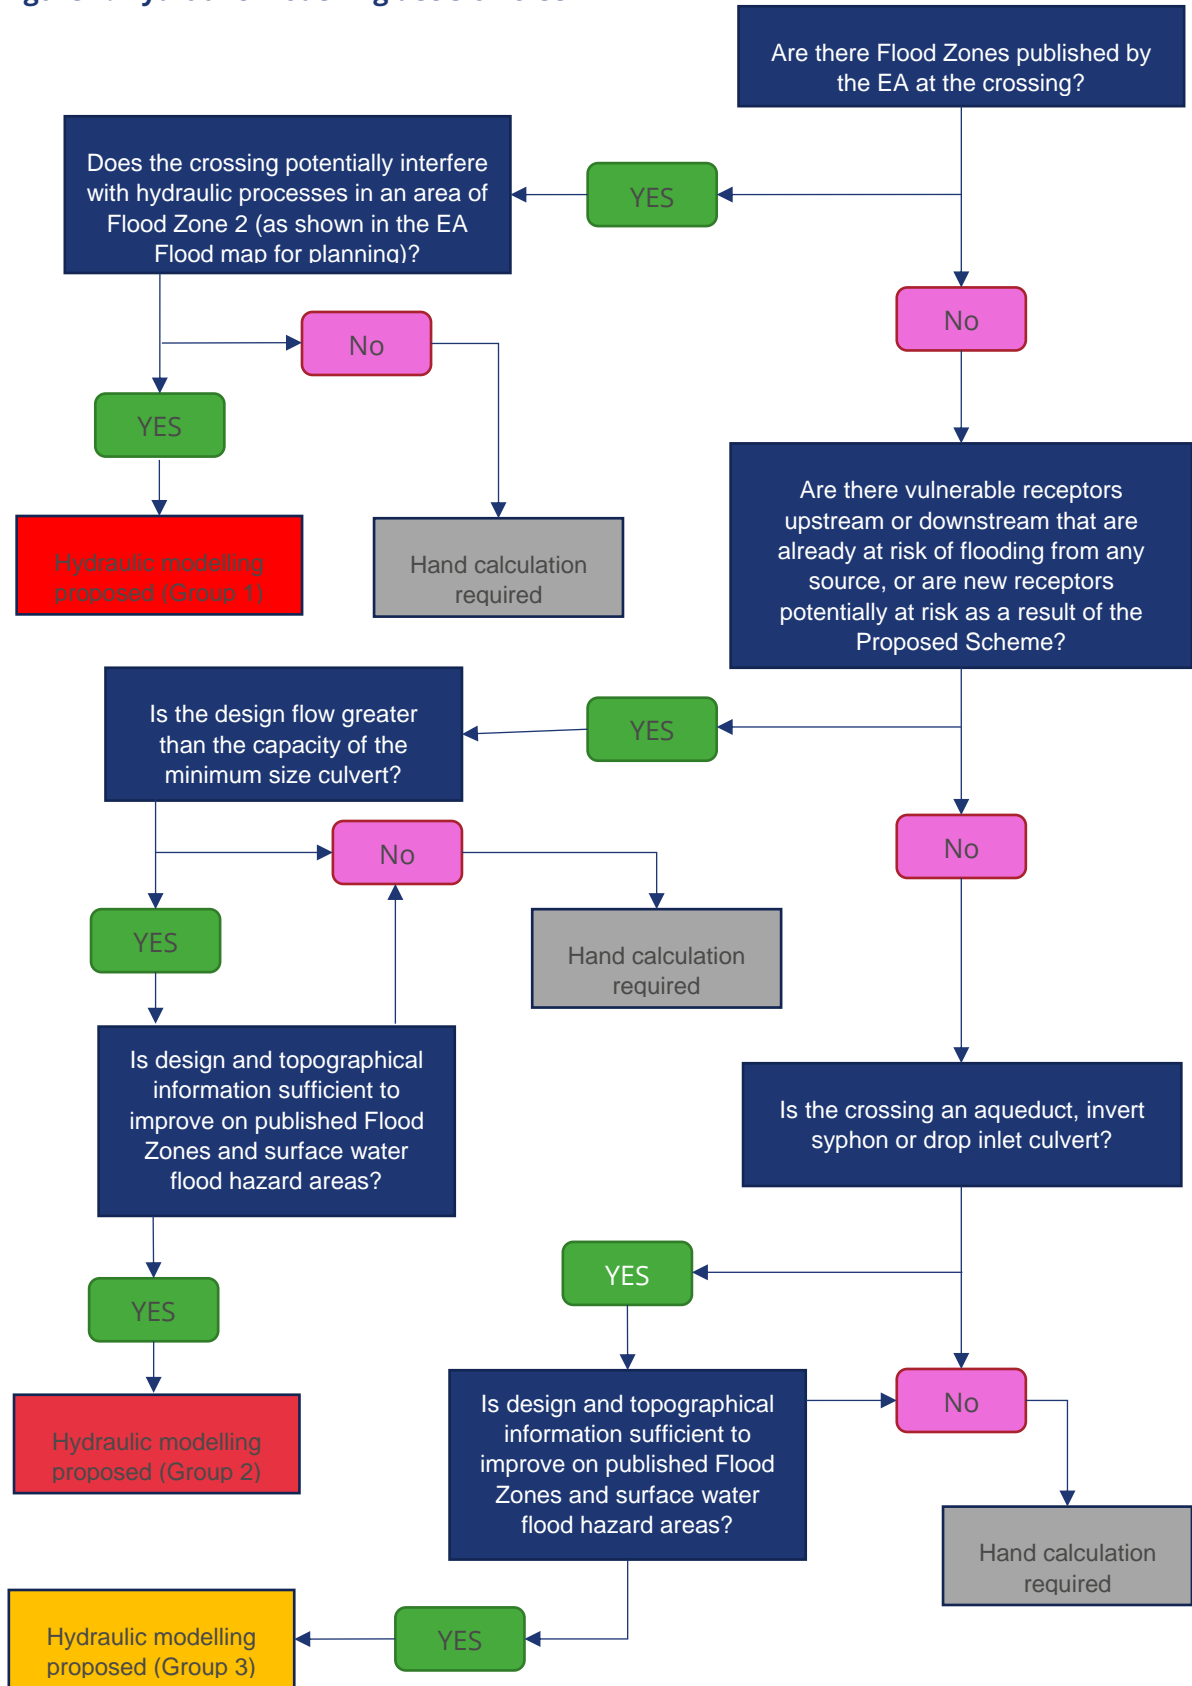 Are there Flood Zones published by
the EA at the crossing?
Does the crossing potentially interfere
with hydraulic processes in an area of
Flood Zone 2 (as shown in the EA
Flood map for planning)?
YES
No
No
YES
Hydraulic modelling
proposed (Group 1)
Hand calculation
required
Are there vulnerable receptors
upstream or downstream that are
already at risk of flooding from any
source, or are new receptors
potentially at risk as a result of the
Proposed Scheme?
Is the design flow greater
than the capacity of the
minimum size culvert?
YES
No
No
YES
Hand calculation
required
Is design and topographical
information sufficient to
improve on published Flood
Zones and surface water
flood hazard areas?
Is the crossing an aqueduct, invert
syphon or drop inlet culvert?
YES
YES
No
Hydraulic modelling
proposed (Group 2)
Is design and topographical
information sufficient to
improve on published Flood
Zones and surface water
flood hazard areas?
Hand calculation
required
YES
Hydraulic modelling
proposed (Group 3)